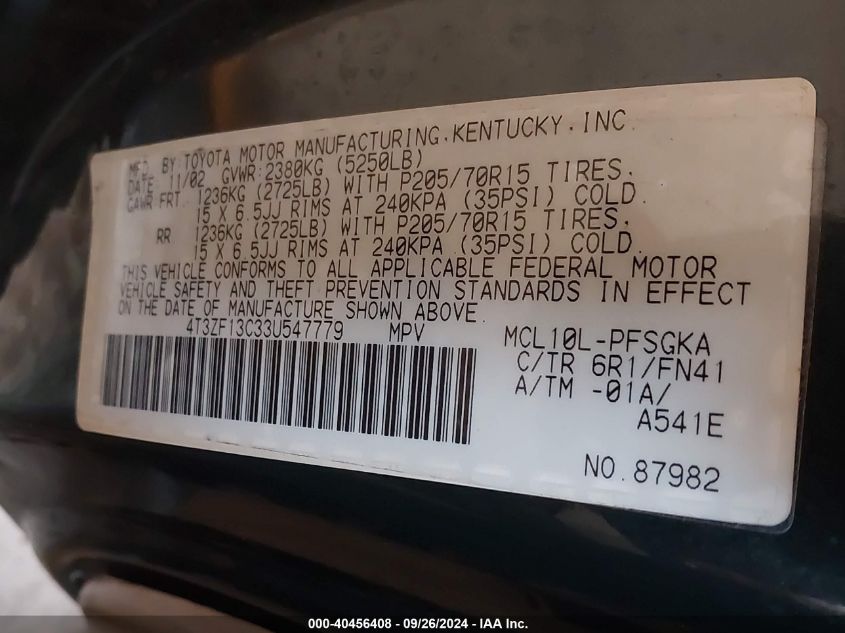 MFD. BY: TOYOTA MOTOR MANUFACTURING, KENTUCKY, INC.
DATE: 11/02 GVWR: 2380KG (5250LB)
GAWR FRT. 1236KG (2725LB) WITH P205/70R15 TIRES,
15 X 6.5JJ RIMS AT 240KPA (35PSI) COLD.
RR. 1236KG (2725LB) WITH P205/70R15 TIRES,
15 X 6.5JJ RIMS AT 240KPA (35PSI) COLD.
THIS VEHICLE CONFORMS TO ALL APPLICABLE FEDERAL MOTOR
VEHICLE SAFETY AND THEFT PREVENTION STANDARDS IN EFFECT
ON THE DATE OF MANUFACTURE SHOWN ABOVE.
4T3ZF13C33U547779 MPV
MCL10L-PFSGKA
C/TR 6R1/FN41
A/TM -01A/
A541E
NO. 87982
000-40456408 - 09/26/2024 - IAA Inc.